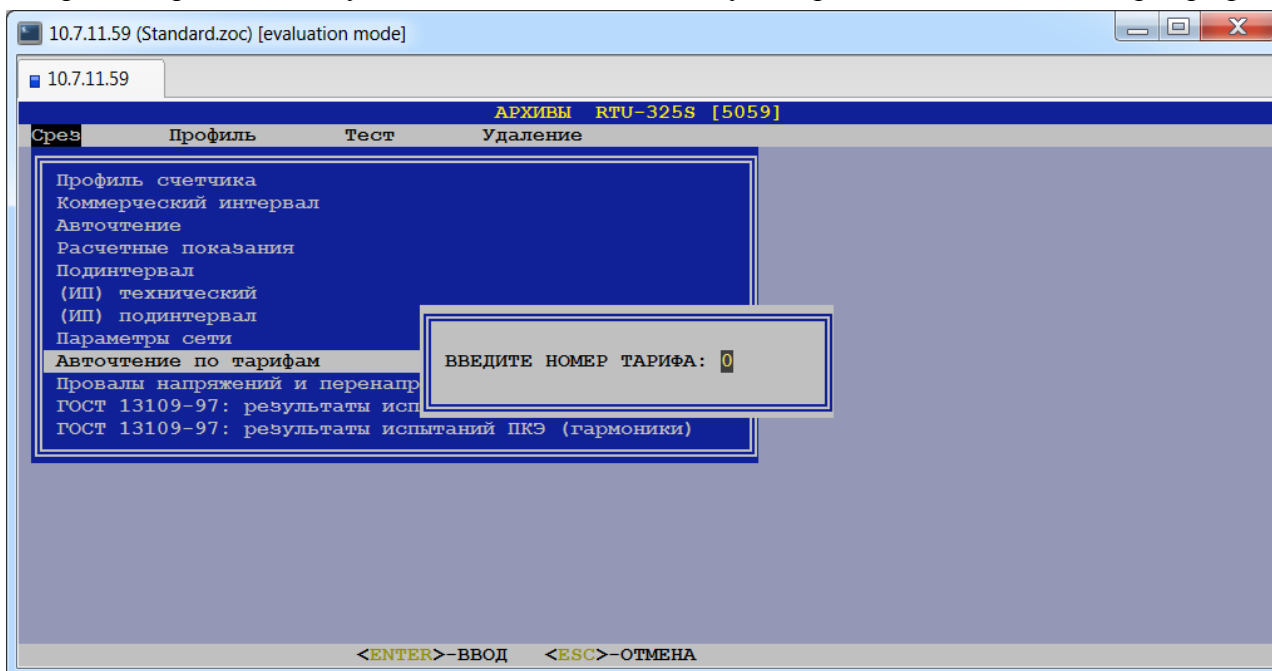 10.7.11.59 (Standard.zoc) [evaluation mode]
10.7.11.59
АРХИВЫ RTU-325S [5059]
Срез Профиль Тест Удаление
Профиль счетчика
Коммерческий интервал
Авточтение
Расчетные показания
Подинтервал
(ИП) технический
(ИП) подинтервал
Параметры сети
Авточтение по тарифам
ВВЕДИТЕ НОМЕР ТАРИФА: 0
Провалы напряжений и перенапр
ГОСТ 13109-97: результаты исп
ГОСТ 13109-97: результаты испытаний ПКЭ (гармоники)
<ENTER>-ВВОД <ESC>-ОТМЕНА